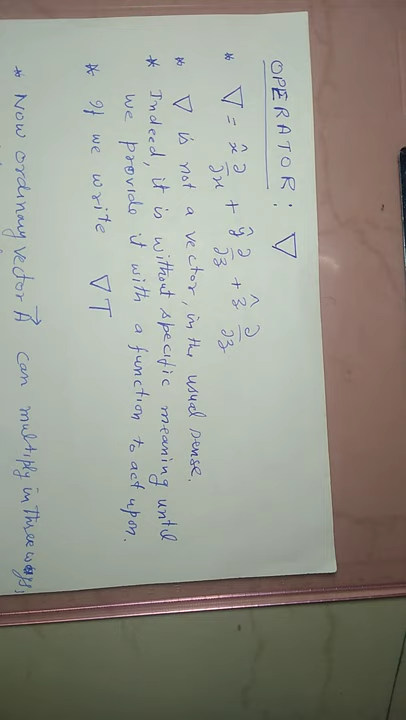 OPERATOR : ∇
* ∇ = x̂ ∂/∂x + ŷ ∂/∂z + ẑ ∂/∂z
* ∇ is not a vector, in the usual sense.
* Indeed, it is without specific meaning until
we provide it with a function to act upon.
* If we write ∇T
* Now ordinary vector A⃗ can multiply in three ways,